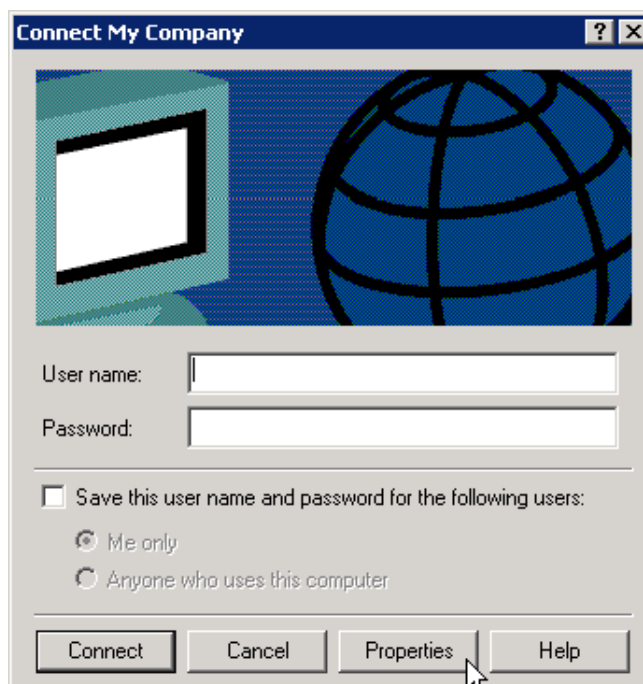 Connect My Company
User name:
Password:
Save this user name and password for the following users:
Me only
Anyone who uses this computer
Connect Cancel Properties Help